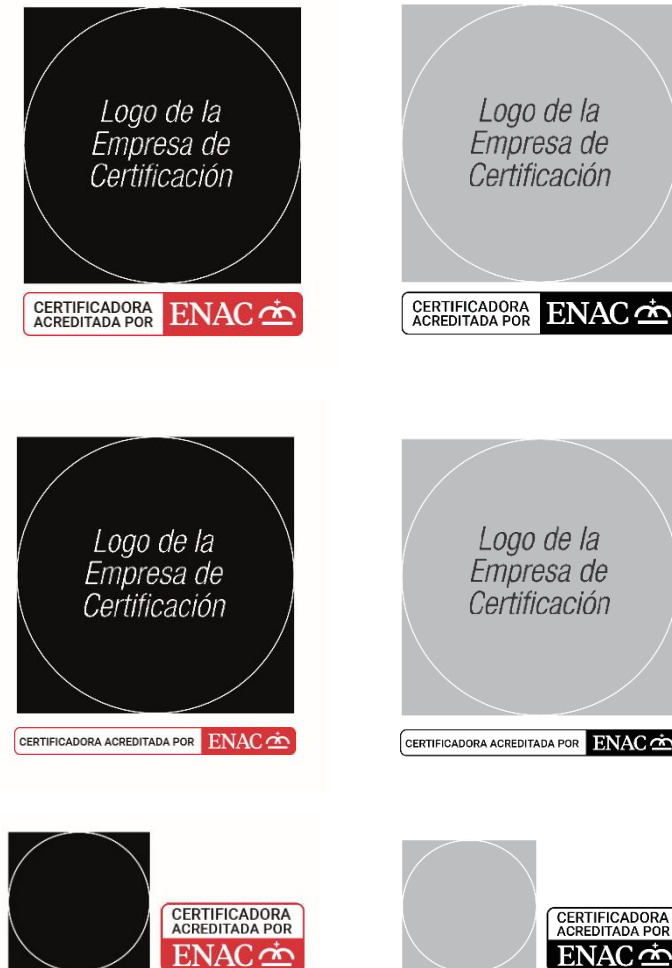 Logo de la
Empresa de
Certificación
CERTIFICADORA
ACREDITADA POR
ENAC
Logo de la
Empresa de
Certificación
CERTIFICADORA
ACREDITADA POR
ENAC
Logo de la
Empresa de
Certificación
CERTIFICADORA ACREDITADA POR ENAC
Logo de la
Empresa de
Certificación
CERTIFICADORA ACREDITADA POR ENAC
CERTIFICADORA
ACREDITADA POR
ENAC
CERTIFICADORA
ACREDITADA POR
ENAC